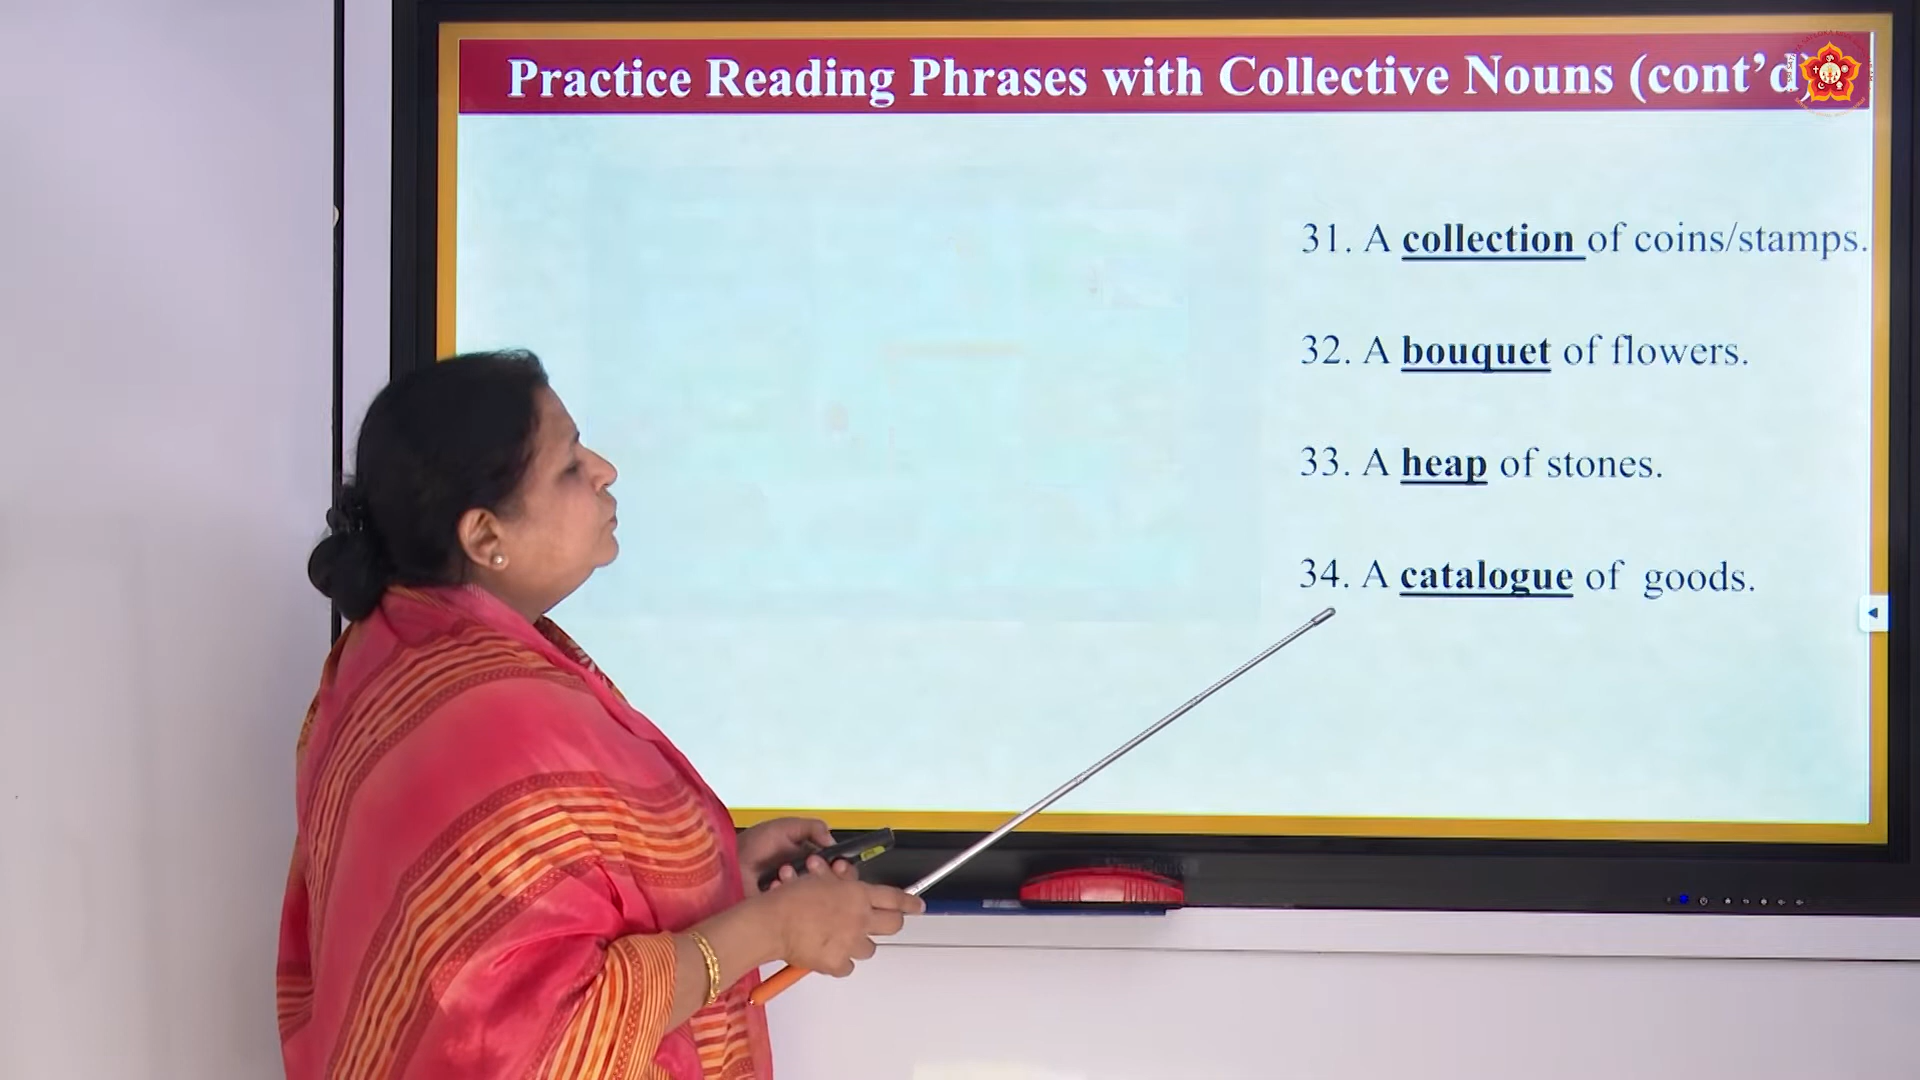 Practice Reading Phrases with Collective Nouns (cont’d)
31. A collection of coins/stamps.
32. A bouquet of flowers.
33. A heap of stones.
34. A catalogue of goods.